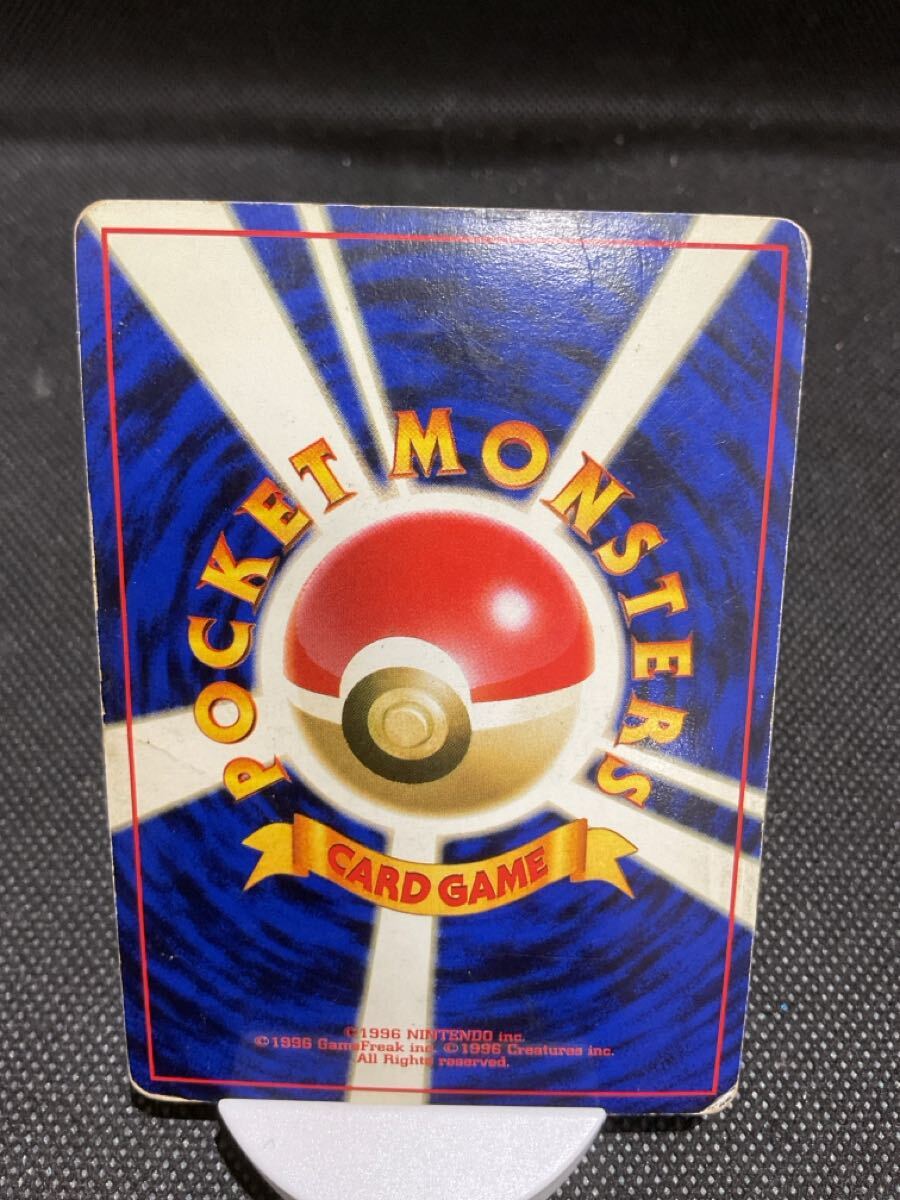 POCKET MONSTERS
CARD GAME
©1996 NINTENDO inc.
©1996 GameFreak inc. ©1996 Creatures inc.
All Rights reserved.